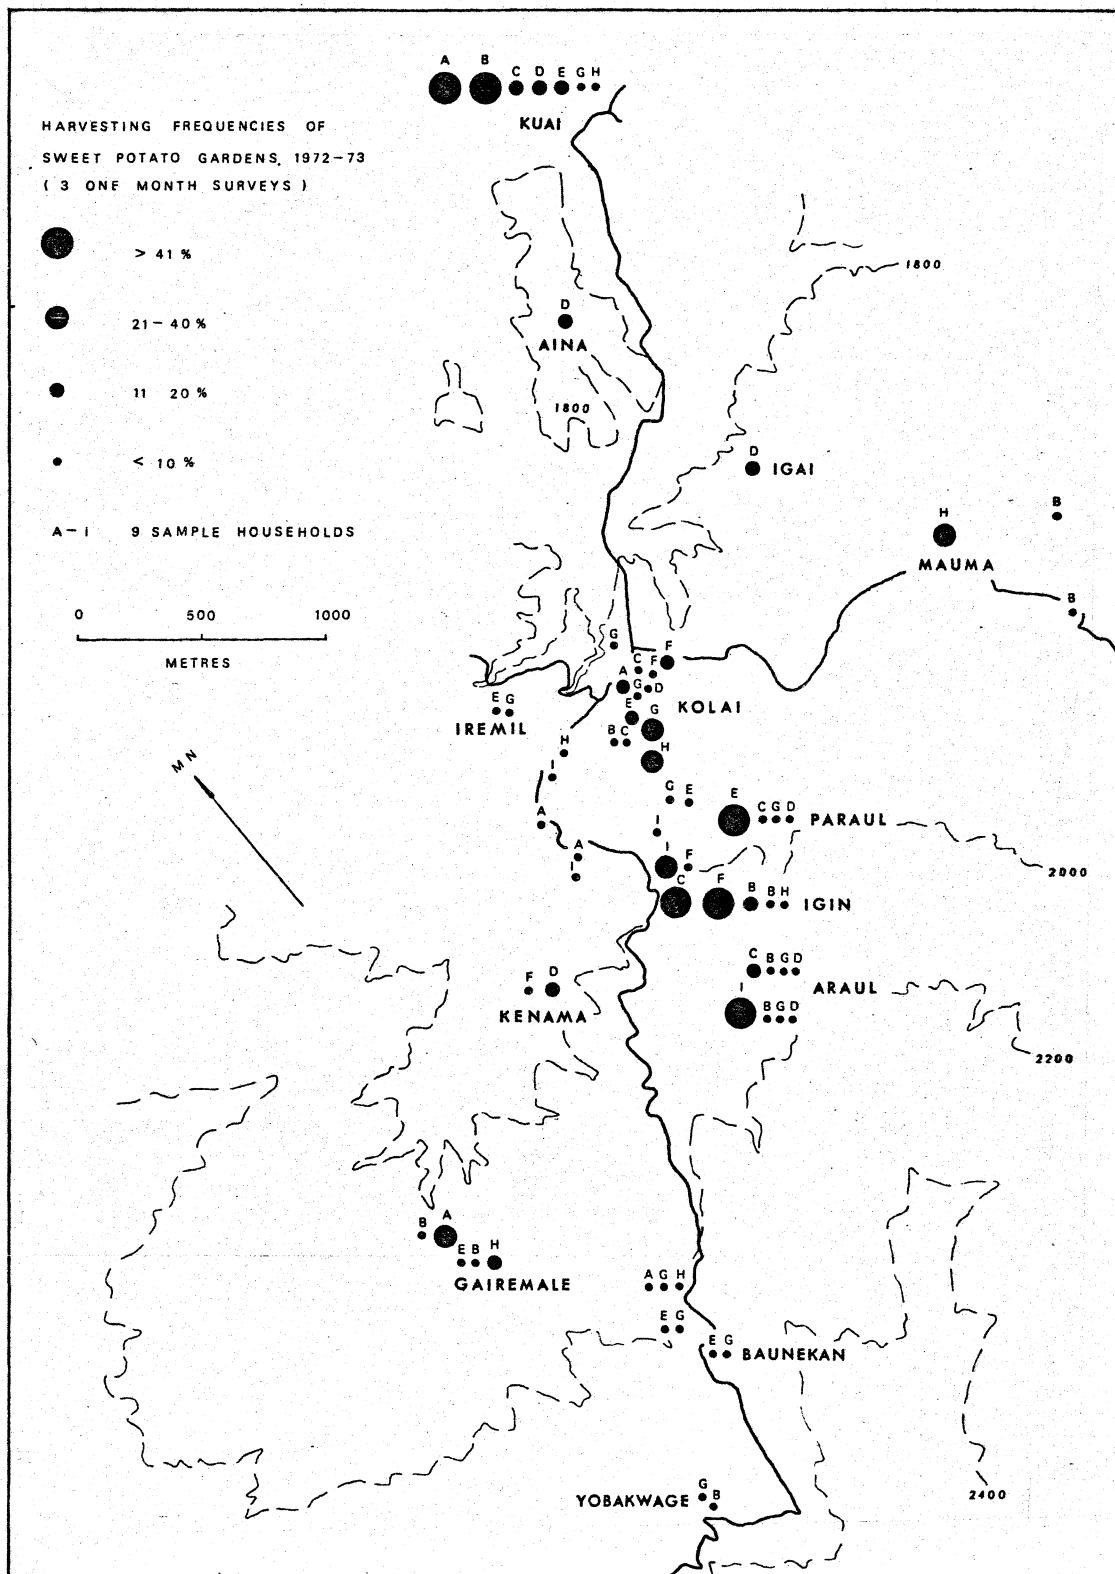 A B C D E G H
KUAI
HARVESTING FREQUENCIES OF
SWEET POTATO GARDENS, 1972-73
( 3 ONE MONTH SURVEYS )
> 41 %
21 - 40 %
11 20 %
< 10 %
A - I 9 SAMPLE HOUSEHOLDS
0 500 1000
METRES
1800
D
AINA
1800
D
IGAI
H
MAUMA
B
B
G
F
C F
A G D
KOLAI
E G
B C
H
E G
IREMIL
H
I
MN
G E
A
I
E C G D
PARAUL
A
I
I F
2000
C F B B H
IGIN
C B G D
ARAUL
F D
KENAMA
I B G D
2200
B A
E B H
GAIREMALE
A G H
E G
E G
BAUNEKAN
G
B
YOBAKWAGE
2400